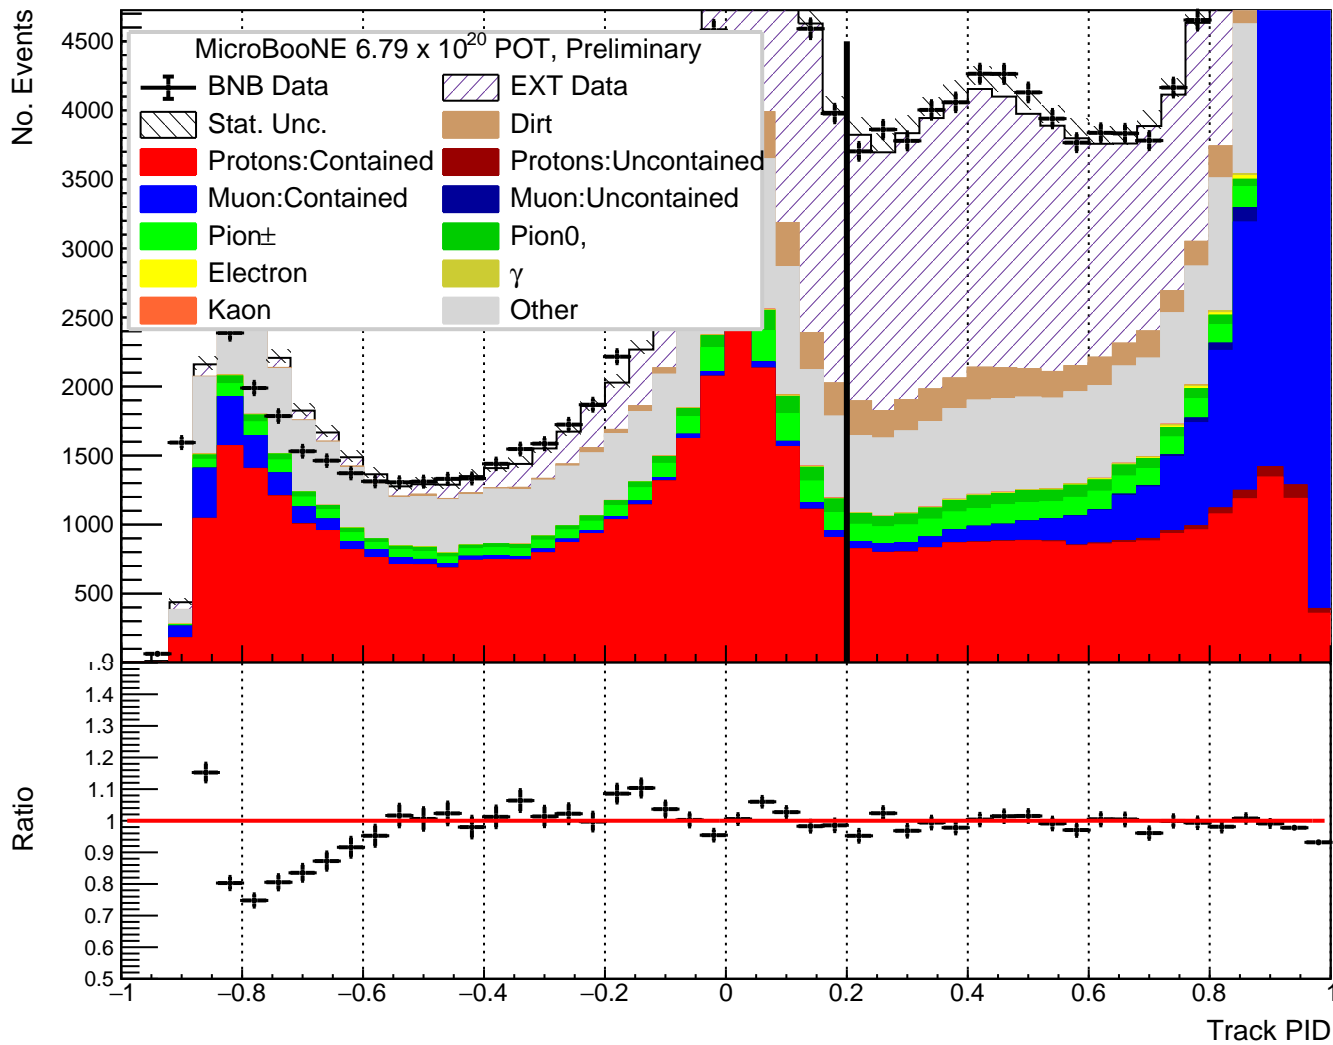 No. Events
4500
4000
3500
3000
2500
2000
1500
1000
500
0
MicroBooNE 6.79 x 10²⁰ POT, Preliminary
BNB Data
EXT Data
Stat. Unc.
Dirt
Protons:Contained
Protons:Uncontained
Muon:Contained
Muon:Uncontained
Pion±
Pion0,
Electron
γ
Kaon
Other
Ratio
1.5
1.4
1.3
1.2
1.1
1
0.9
0.8
0.7
0.6
0.5
−1 −0.8 −0.6 −0.4 −0.2 0 0.2 0.4 0.6 0.8 1
Track PID